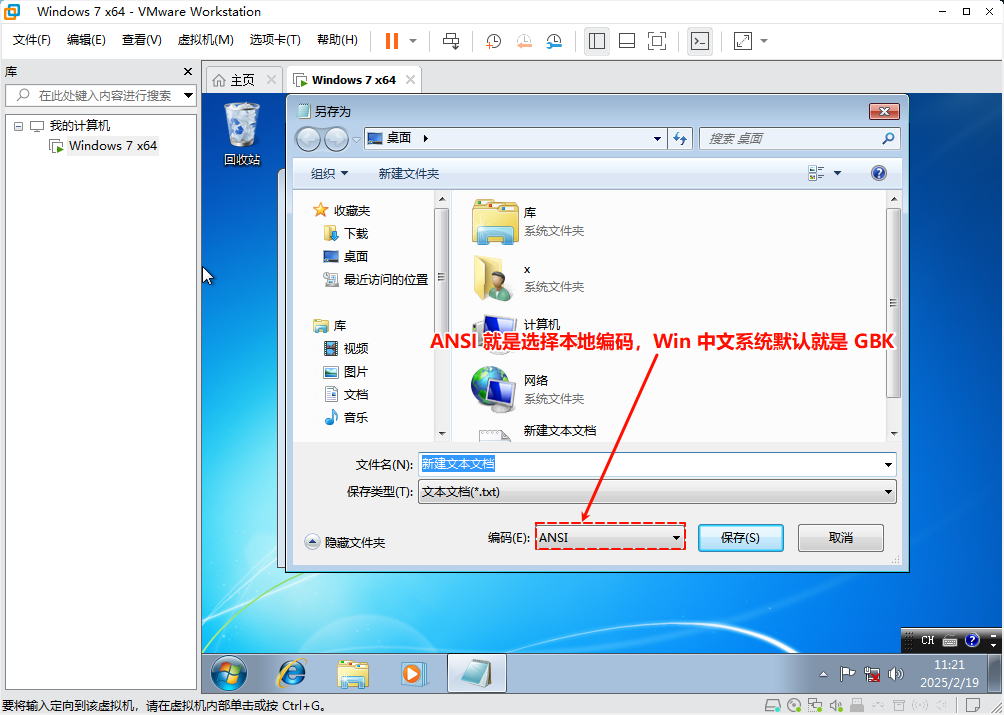 Windows 7 x64 - VMware Workstation
文件(F) 编辑(E) 查看(V) 虚拟机(M) 选项卡(T) 帮助(H)
库
在此处键入内容进行搜索
我的计算机
Windows 7 x64
主页
Windows 7 x64
回收站
另存为
桌面
搜索 桌面
组织
新建文件夹
收藏夹
下载
桌面
最近访问的位置
库
视频
图片
文档
音乐
库
系统文件夹
x
系统文件夹
计算机
ANSI 就是选择本地编码，Win 中文系统默认就是 GBK
网络
系统文件夹
新建文本文档
文件名(N): 新建文本文档
保存类型(T): 文本文档(*.txt)
隐藏文件夹
编码(E): ANSI
保存(S)
取消
CH
11:21
2025/2/19
要将输入定向到该虚拟机，请在虚拟机内部单击或按 Ctrl+G。